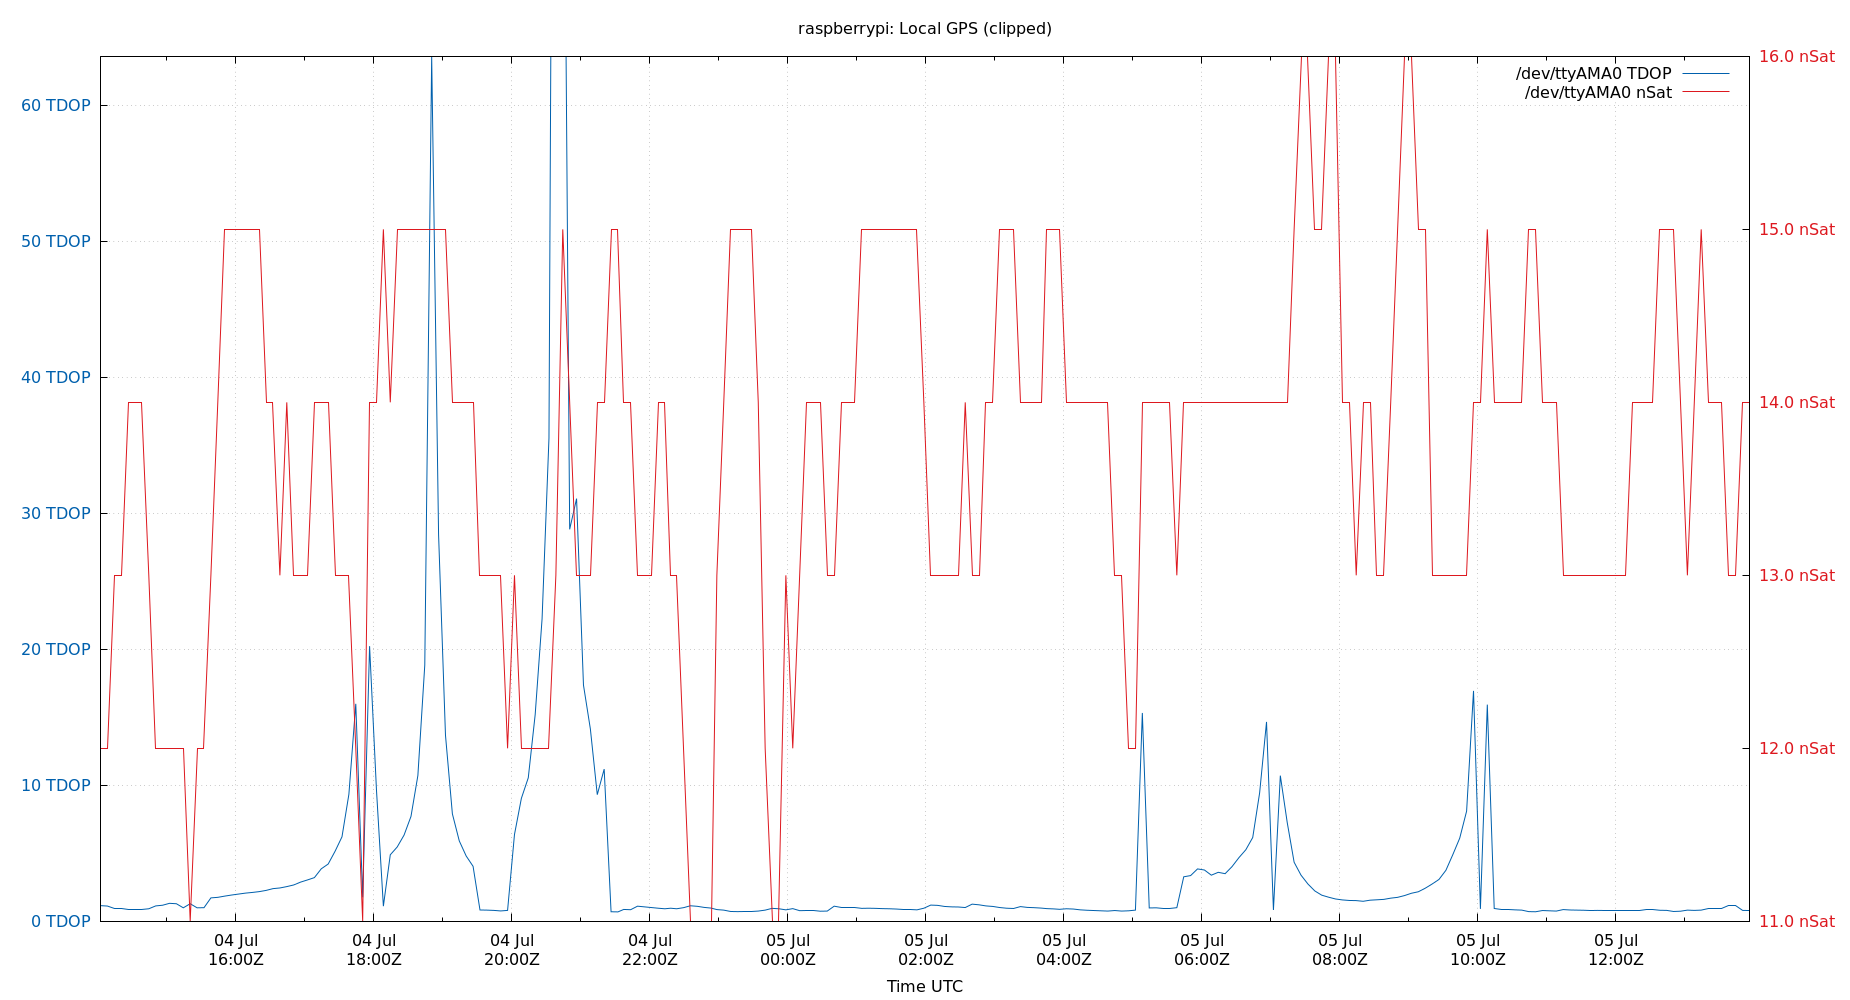 raspberrypi: Local GPS (clipped)
16.0 nSat
/dev/ttyAMA0 TDOP
/dev/ttyAMA0 nSat
60 TDOP
15.0 nSat
50 TDOP
40 TDOP
14.0 nSat
30 TDOP
13.0 nSat
20 TDOP
12.0 nSat
10 TDOP
0 TDOP
11.0 nSat
04 Jul 04 Jul 04 Jul 04 Jul 05 Jul 05 Jul 05 Jul 05 Jul 05 Jul 05 Jul 05 Jul
16:00Z 18:00Z 20:00Z 22:00Z 00:00Z 02:00Z 04:00Z 06:00Z 08:00Z 10:00Z 12:00Z
Time UTC